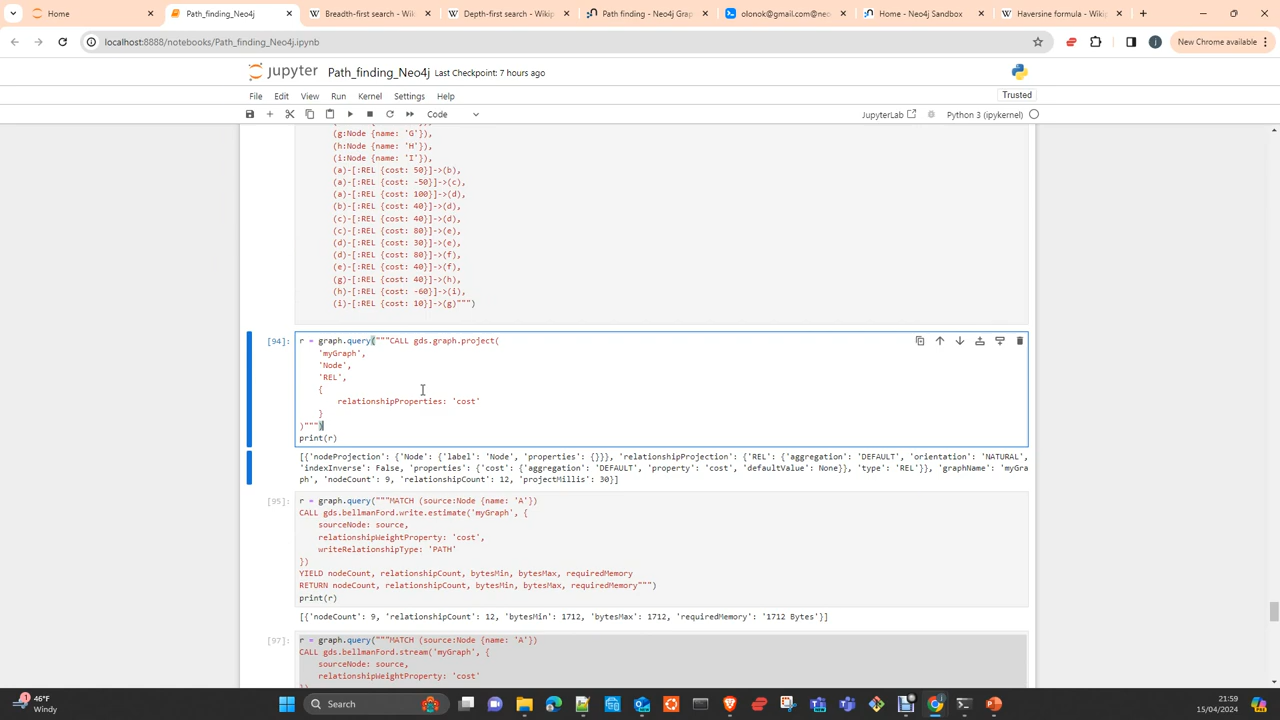 Home
Path_finding_Neo4j
Breadth-first search - Wiki
Depth-first search - Wikip
Path finding - Neo4j Grap
olonok@gmail.com@neo
Home - Neo4j Sandbox
Haversine formula - Wikip
localhost:8888/notebooks/Path_finding_Neo4j.ipynb
New Chrome available
jupyter Path_finding_Neo4j Last Checkpoint: 7 hours ago
File Edit View Run Kernel Settings Help
Trusted
Code
JupyterLab
Python 3 (ipykernel)
(g:Node {name: 'G'}),
(h:Node {name: 'H'}),
(i:Node {name: 'I'}),
(a)-[:REL {cost: 50}]->(b),
(a)-[:REL {cost: -50}]->(c),
(a)-[:REL {cost: 100}]->(d),
(b)-[:REL {cost: 40}]->(d),
(c)-[:REL {cost: 40}]->(d),
(c)-[:REL {cost: 80}]->(e),
(d)-[:REL {cost: 30}]->(e),
(d)-[:REL {cost: 80}]->(f),
(e)-[:REL {cost: 40}]->(f),
(g)-[:REL {cost: 40}]->(h),
(h)-[:REL {cost: -60}]->(i),
(i)-[:REL {cost: 10}]->(g)""")
[94]: r = graph.query("""CALL gds.graph.project(
'myGraph',
'Node',
'REL',
{
relationshipProperties: 'cost'
}
)""")
print(r)
[{'nodeProjection': {'Node': {'label': 'Node', 'properties': {}}}, 'relationshipProjection': {'REL': {'aggregation': 'DEFAULT', 'orientation': 'NATURAL',
'indexInverse': False, 'properties': {'cost': {'aggregation': 'DEFAULT', 'property': 'cost', 'defaultValue': None}}, 'type': 'REL'}}, 'graphName': 'myGra
ph', 'nodeCount': 9, 'relationshipCount': 12, 'projectMillis': 30}]
[95]: r = graph.query("""MATCH (source:Node {name: 'A'})
CALL gds.bellmanFord.write.estimate('myGraph', {
sourceNode: source,
relationshipWeightProperty: 'cost',
writeRelationshipType: 'PATH'
})
YIELD nodeCount, relationshipCount, bytesMin, bytesMax, requiredMemory
RETURN nodeCount, relationshipCount, bytesMin, bytesMax, requiredMemory""")
print(r)
[{'nodeCount': 9, 'relationshipCount': 12, 'bytesMin': 1712, 'bytesMax': 1712, 'requiredMemory': '1712 Bytes'}]
[97]: r = graph.query("""MATCH (source:Node {name: 'A'})
CALL gds.bellmanFord.stream('myGraph', {
sourceNode: source,
relationshipWeightProperty: 'cost'
46°F
Windy
Search
21:59
15/04/2024